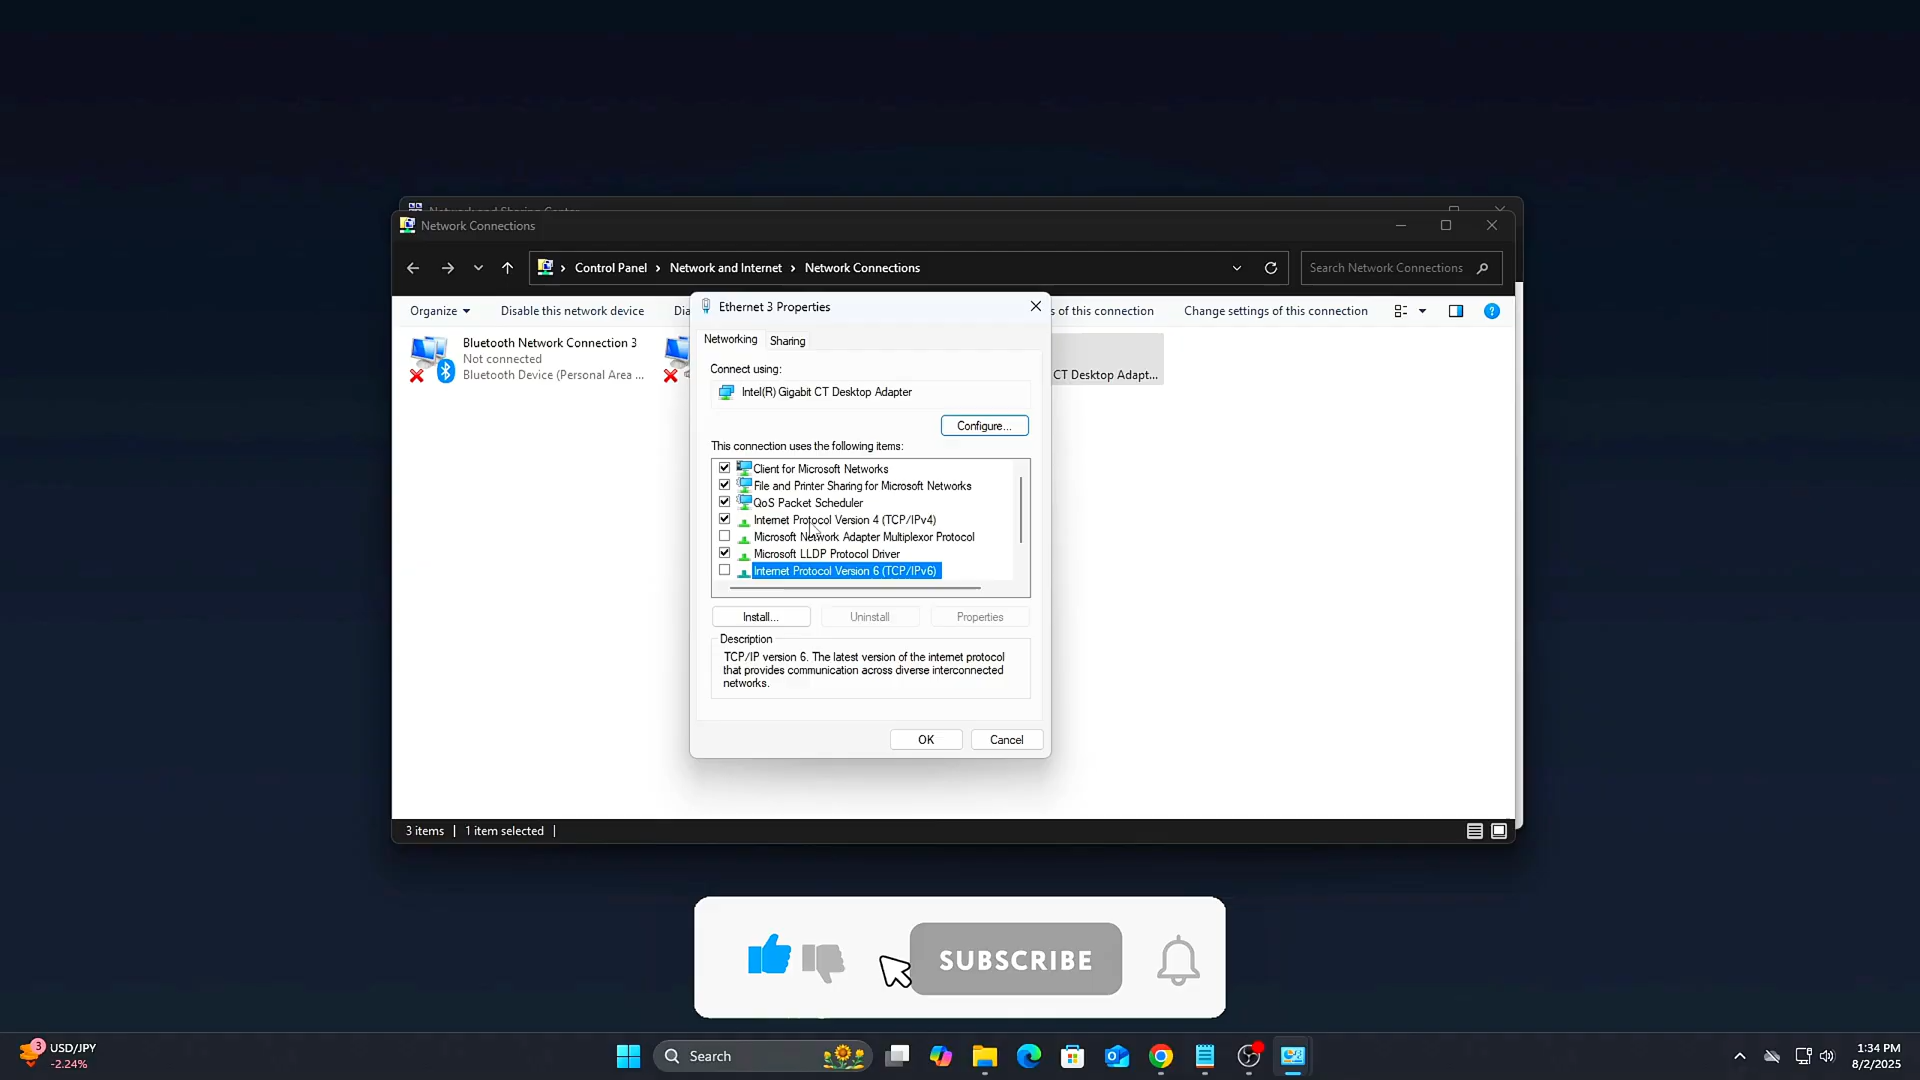 Network and Sharing Center
Network Connections
Control Panel > Network and Internet > Network Connections
Search Network Connections
Organize
Disable this network device
Dia
s of this connection
Change settings of this connection
Bluetooth Network Connection 3
Not connected
Bluetooth Device (Personal Area ...
CT Desktop Adapt...
Ethernet 3 Properties
Networking
Sharing
Connect using:
Intel(R) Gigabit CT Desktop Adapter
Configure...
This connection uses the following items:
Client for Microsoft Networks
File and Printer Sharing for Microsoft Networks
QoS Packet Scheduler
Internet Protocol Version 4 (TCP/IPv4)
Microsoft Network Adapter Multiplexor Protocol
Microsoft LLDP Protocol Driver
Internet Protocol Version 6 (TCP/IPv6)
Install...
Uninstall
Properties
Description
TCP/IP version 6. The latest version of the internet protocol
that provides communication across diverse interconnected
networks.
OK
Cancel
3 items
1 item selected
SUBSCRIBE
3
USD/JPY
-2.24%
Search
1:34 PM
8/2/2025